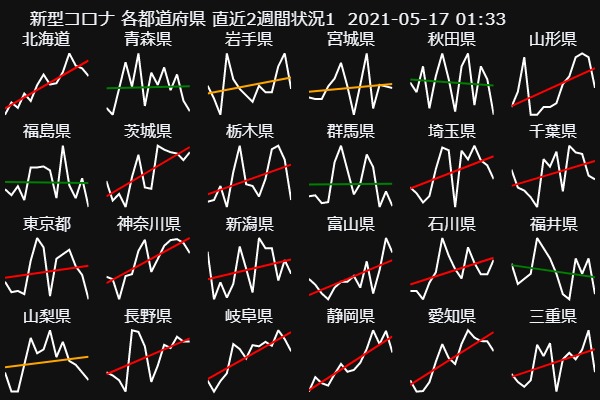 新型コロナ 各都道府県 直近2週間状況1 2021-05-17 01:33
北海道 青森県 岩手県 宮城県 秋田県 山形県
福島県 茨城県 栃木県 群馬県 埼玉県 千葉県
東京都 神奈川県 新潟県 富山県 石川県 福井県
山梨県 長野県 岐阜県 静岡県 愛知県 三重県